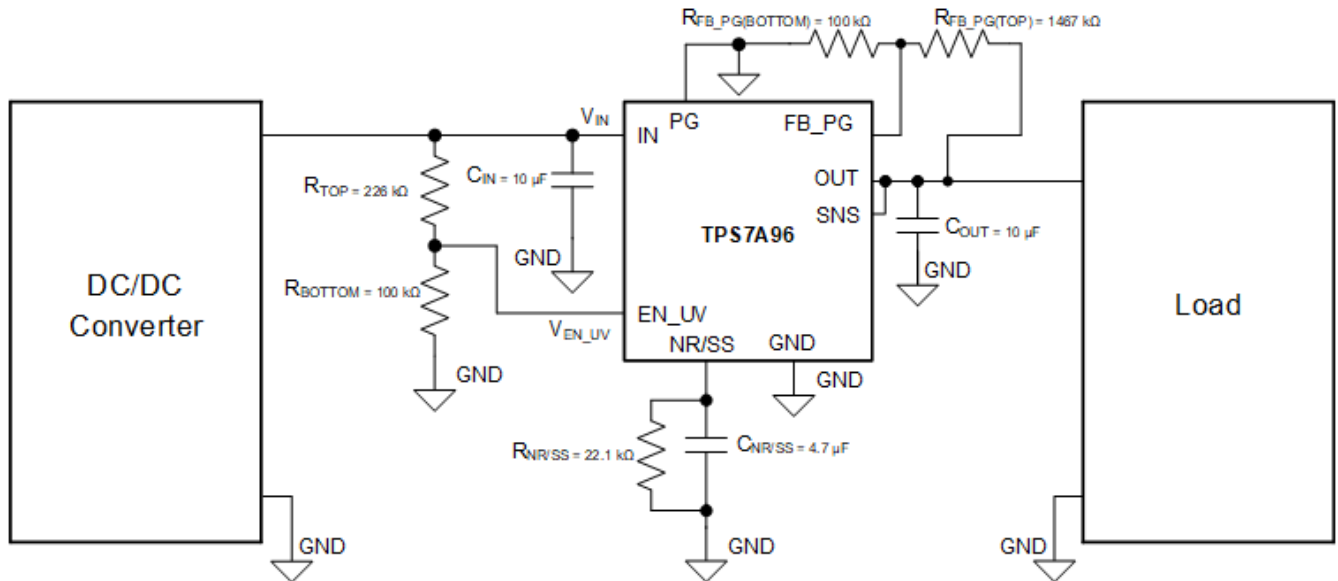 RFB_PG(BOTTOM) = 100 kΩ
RFB_PG(TOP) = 1467 kΩ
VIN
IN
PG
FB_PG
RTOP = 226 kΩ
CIN = 10 µF
OUT
SNS
TPS7A96
COUT = 10 µF
GND
GND
DC/DC
Converter
RBOTTOM = 100 kΩ
Load
VEN_UV
EN_UV
NR/SS
GND
GND
GND
RNR/SS = 22.1 kΩ
CNR/SS = 4.7 µF
GND
GND
GND